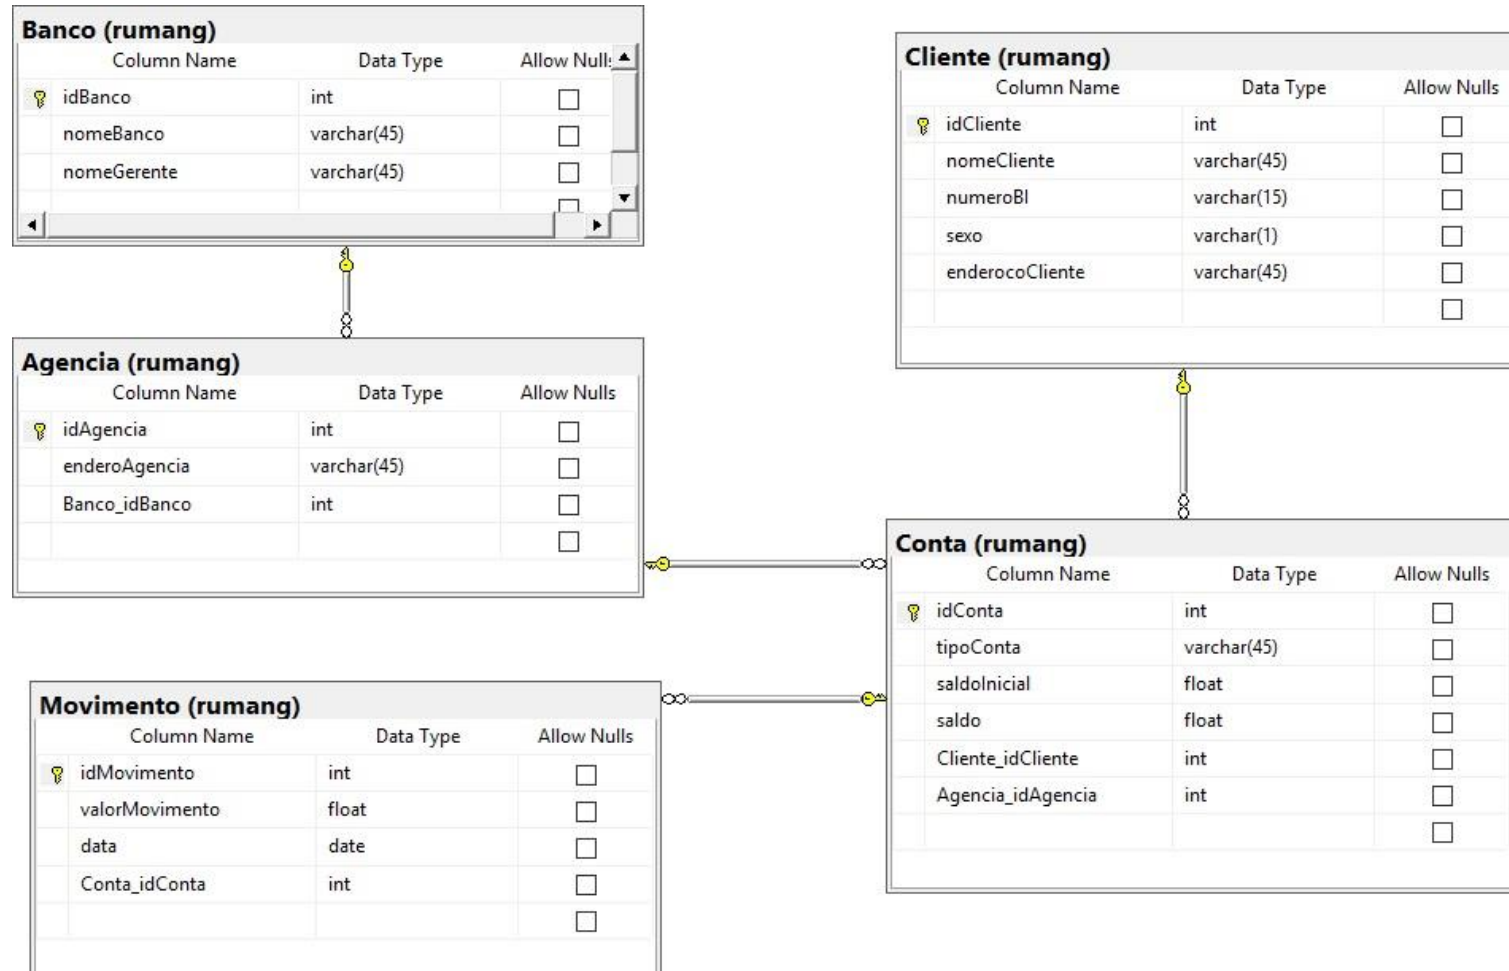 Banco (rumang)
Column Name Data Type Allow Null
idBanco int
nomeBanco varchar(45)
nomeGerente varchar(45)
Agencia (rumang)
Column Name Data Type Allow Nulls
idAgencia int
enderoAgencia varchar(45)
Banco_idBanco int
Movimento (rumang)
Column Name Data Type Allow Nulls
idMovimento int
valorMovimento float
data date
Conta_idConta int
Cliente (rumang)
Column Name Data Type Allow Nulls
idCliente int
nomeCliente varchar(45)
numeroBI varchar(15)
sexo varchar(1)
enderocoCliente varchar(45)
Conta (rumang)
Column Name Data Type Allow Nulls
idConta int
tipoConta varchar(45)
saldoInicial float
saldo float
Cliente_idCliente int
Agencia_idAgencia int